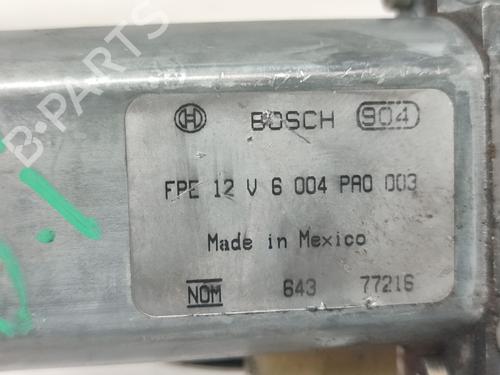 B-PARTS
BOSCH 904
FPE 12 V 6 004 PA0 003
Made in Mexico
NOM 643 77216